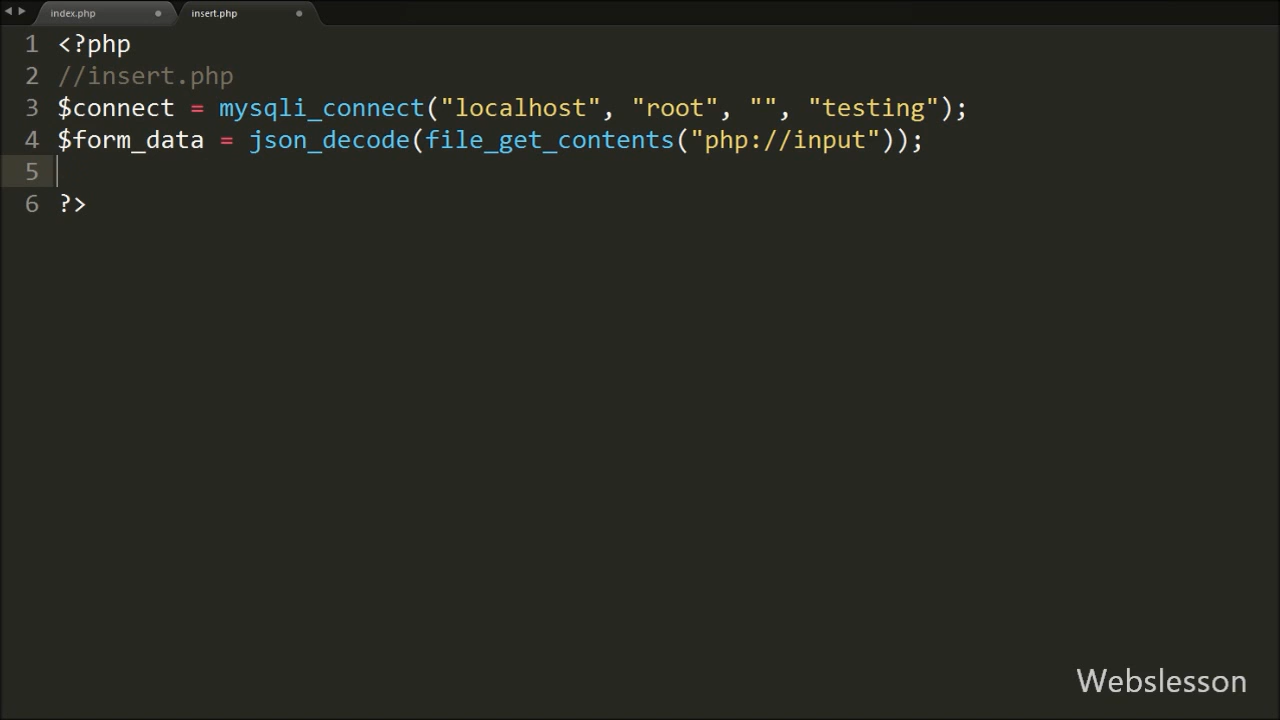 index.php
insert.php
1 <?php
2 //insert.php
3 $connect = mysqli_connect("localhost", "root", "", "testing");
4 $form_data = json_decode(file_get_contents("php://input"));
5
6 ?>
Webslesson